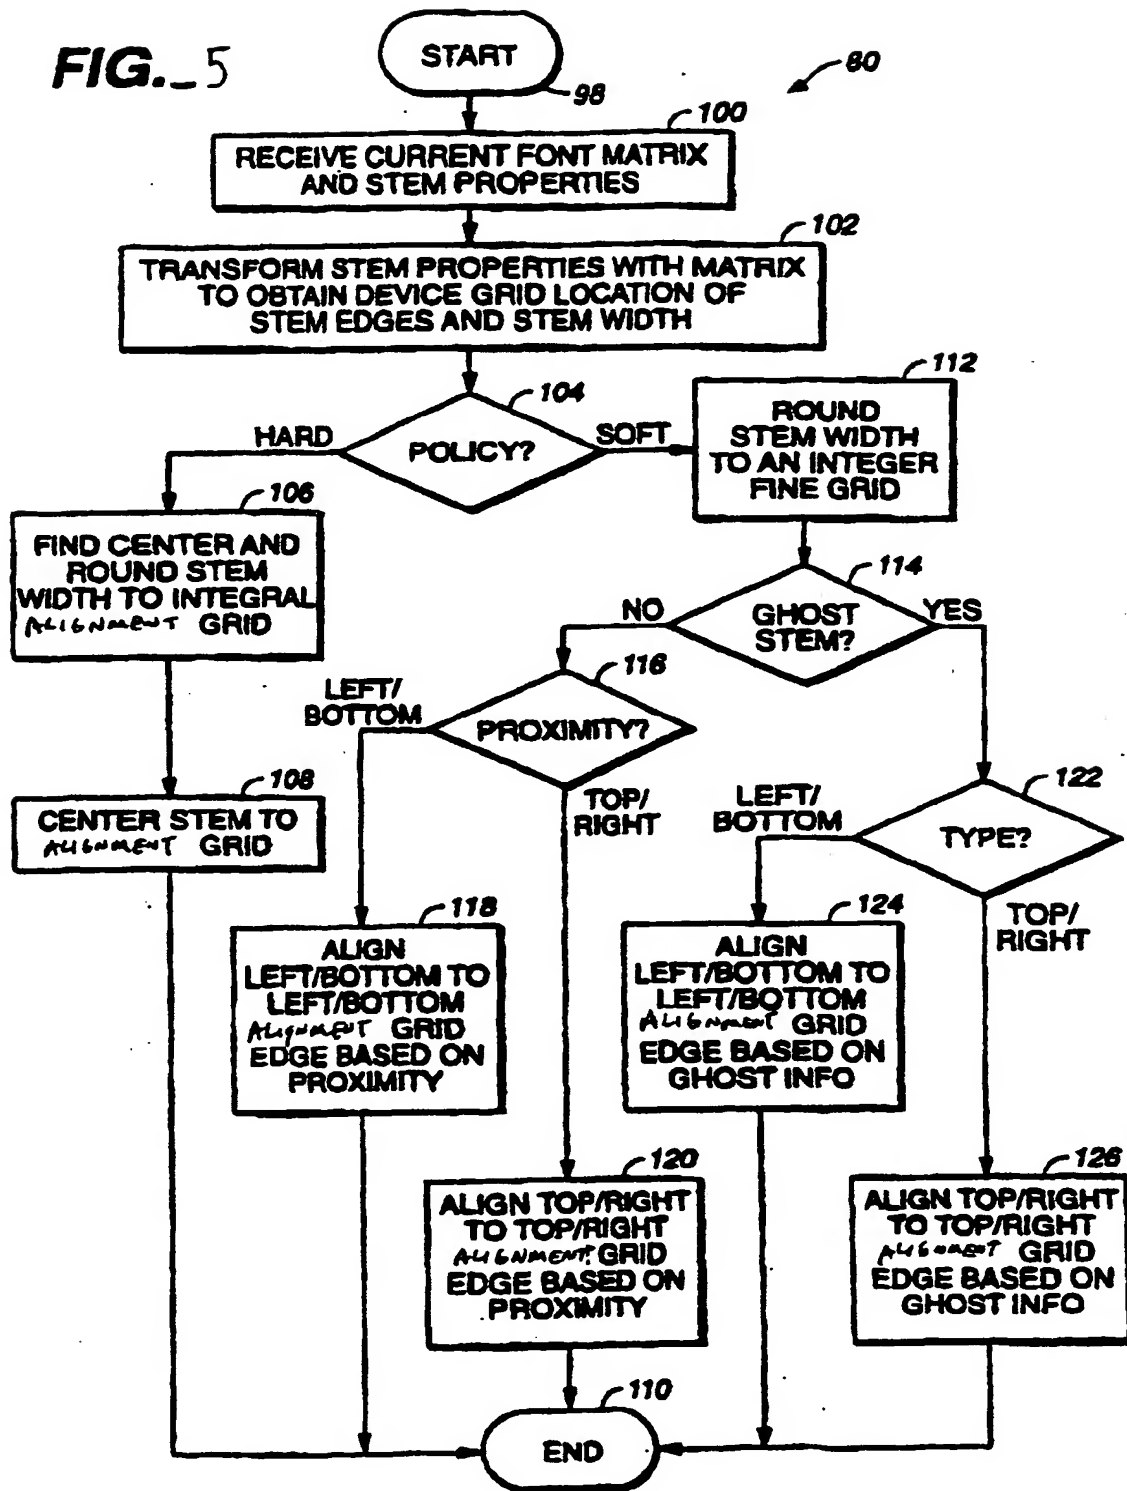 FIG._5
START
98
80
100
RECEIVE CURRENT FONT MATRIX
AND STEM PROPERTIES
102
TRANSFORM STEM PROPERTIES WITH MATRIX
TO OBTAIN DEVICE GRID LOCATION OF
STEM EDGES AND STEM WIDTH
104
POLICY?
HARD
SOFT
112
ROUND
STEM WIDTH
TO AN INTEGER
FINE GRID
106
FIND CENTER AND
ROUND STEM
WIDTH TO INTEGRAL
ALIGNMENT GRID
114
GHOST
STEM?
NO
YES
116
PROXIMITY?
LEFT/
BOTTOM
TOP/
RIGHT
108
CENTER STEM TO
ALIGNMENT GRID
122
TYPE?
LEFT/
BOTTOM
TOP/
RIGHT
118
ALIGN
LEFT/BOTTOM TO
LEFT/BOTTOM
ALIGNMENT GRID
EDGE BASED ON
PROXIMITY
124
ALIGN
LEFT/BOTTOM TO
LEFT/BOTTOM
ALIGNMENT GRID
EDGE BASED ON
GHOST INFO
120
ALIGN TOP/RIGHT
TO TOP/RIGHT
ALIGNMENT GRID
EDGE BASED ON
PROXIMITY
126
ALIGN TOP/RIGHT
TO TOP/RIGHT
ALIGNMENT GRID
EDGE BASED ON
GHOST INFO
110
END